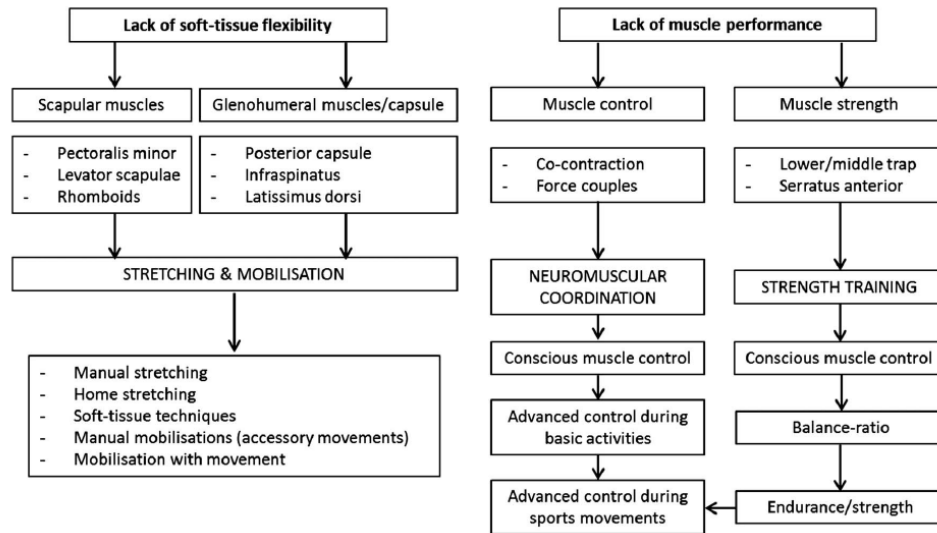 Lack of soft-tissue flexibility
Scapular muscles
Glenohumeral muscles/capsule
- Pectoralis minor
- Levator scapulae
- Rhomboids
- Posterior capsule
- Infraspinatus
- Latissimus dorsi
STRETCHING & MOBILISATION
- Manual stretching
- Home stretching
- Soft-tissue techniques
- Manual mobilisations (accessory movements)
- Mobilisation with movement
Lack of muscle performance
Muscle control
Muscle strength
- Co-contraction
- Force couples
- Lower/middle trap
- Serratus anterior
NEUROMUSCULAR
COORDINATION
STRENGTH TRAINING
Conscious muscle control
Conscious muscle control
Advanced control during
basic activities
Balance-ratio
Advanced control during
sports movements
Endurance/strength